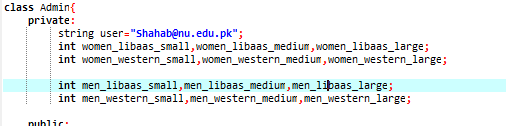 class Admin{
private:
string user="Shahab@nu.edu.pk";
int women_libaas_small,women_libaas_medium,women_libaas_large;
int women_western_small,women_western_medium,women_western_large;
int men_libaas_small,men_libaas_medium,men_libaas_large;
int men_western_small,men_western_medium,men_western_large;
public: